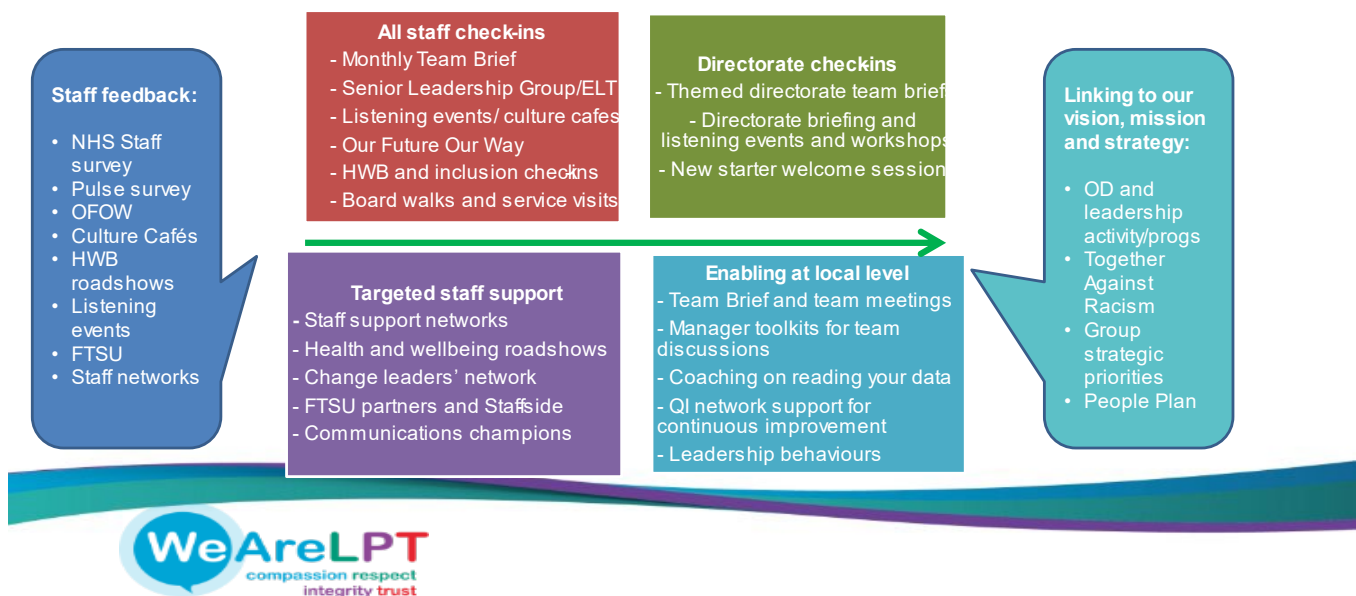 Staff feedback:
• NHS Staff
survey
• Pulse survey
• OFOW
• Culture Cafés
• HWB
roadshows
• Listening
events
• FTSU
• Staff networks
All staff check-ins
- Monthly Team Brief
- Senior Leadership Group/ELT
- Listening events/ culture cafes
- Our Future Our Way
- HWB and inclusion check-ins
- Board walks and service visits
Directorate check-ins
- Themed directorate team brief
- Directorate briefing and
listening events and workshops
- New starter welcome session
Targeted staff support
- Staff support networks
- Health and wellbeing roadshows
- Change leaders' network
- FTSU partners and Staffside
- Communications champions
Enabling at local level
- Team Brief and team meetings
- Manager toolkits for team
discussions
- Coaching on reading your data
- QI network support for
continuous improvement
- Leadership behaviours
Linking to our
vision, mission
and strategy:
• OD and
leadership
activity/progs
• Together
Against
Racism
• Group
strategic
priorities
• People Plan
WeAreLPT
compassion respect
integrity trust